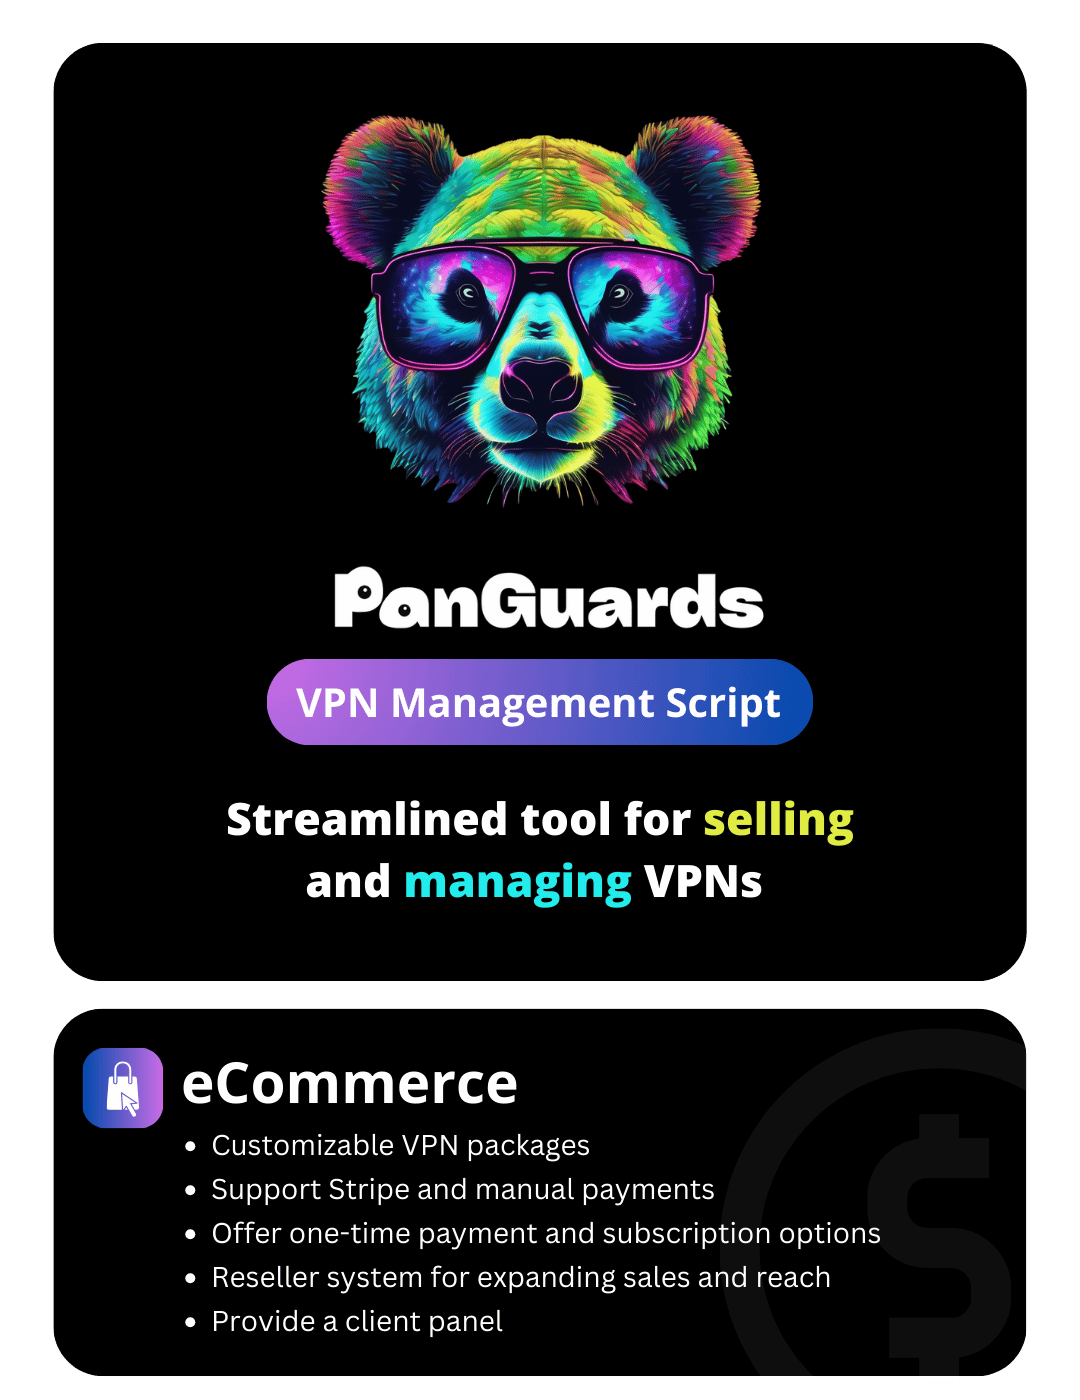 PanGuards
VPN Management Script
Streamlined tool for selling
and managing VPNs
eCommerce
• Customizable VPN packages
• Support Stripe and manual payments
• Offer one-time payment and subscription options
• Reseller system for expanding sales and reach
• Provide a client panel